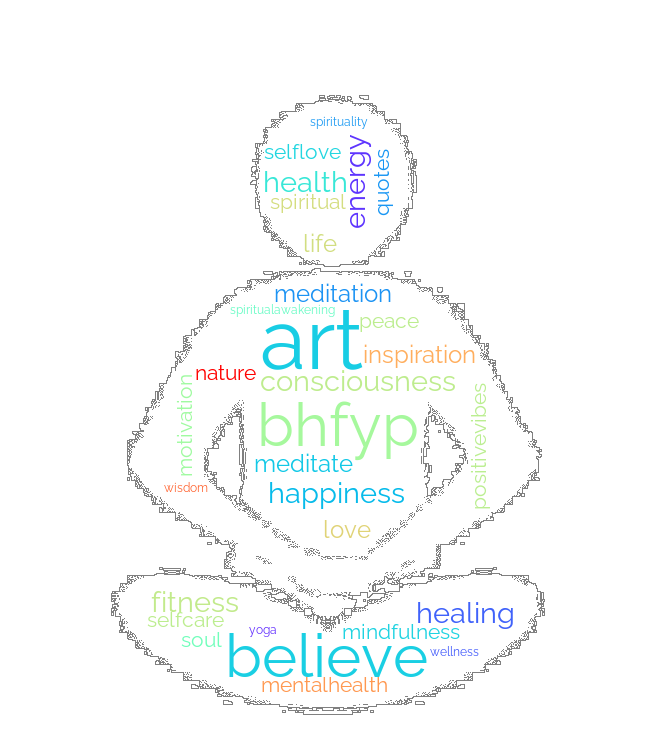 spirituality
selflove
energy
quotes
health
spiritual
life
meditation
spiritualawakening
art
peace
inspiration
nature
consciousness
motivation
positivevibes
bhfyp
meditate
wisdom
happiness
love
fitness
healing
selfcare
yoga
mindfulness
soul
believe
wellness
mentalhealth